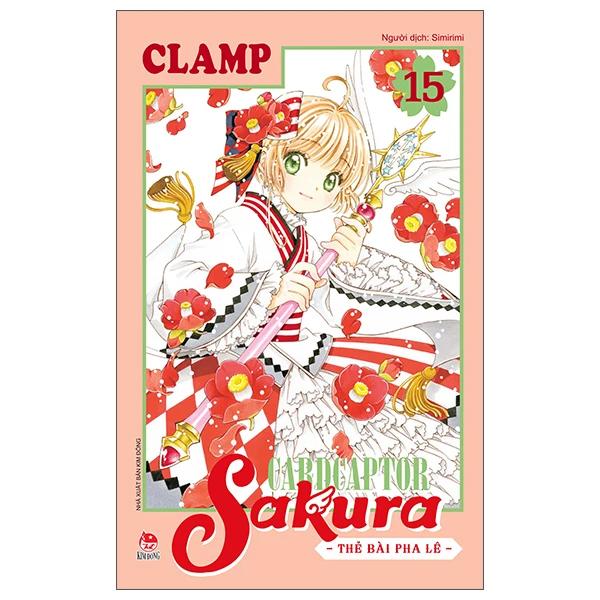 Người dịch: Simirimi
CLAMP
15
CARDCAPTOR
Sakura
- THẺ BÀI PHA LÊ -
NHÀ XUẤT BẢN KIM ĐỒNG
KIM ĐỒNG